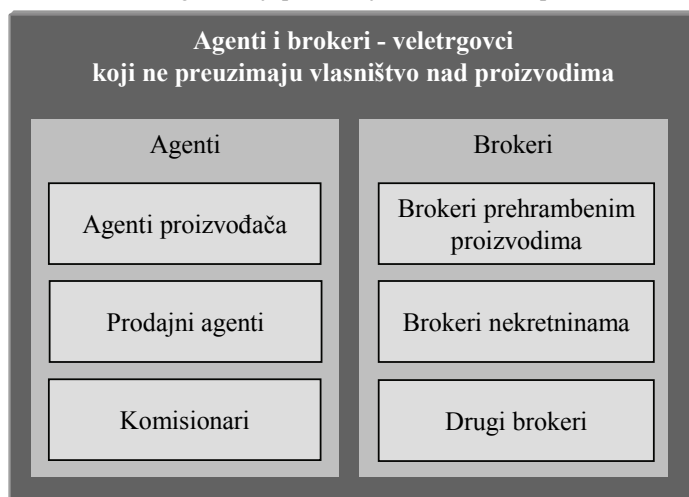 Agenti i brokeri - veletrgovci
koji ne preuzimaju vlasništvo nad proizvodima
Agenti
Agenti proizvođača
Prodajni agenti
Komisionari
Brokeri
Brokeri prehrambenim
proizvodima
Brokeri nekretninama
Drugi brokeri